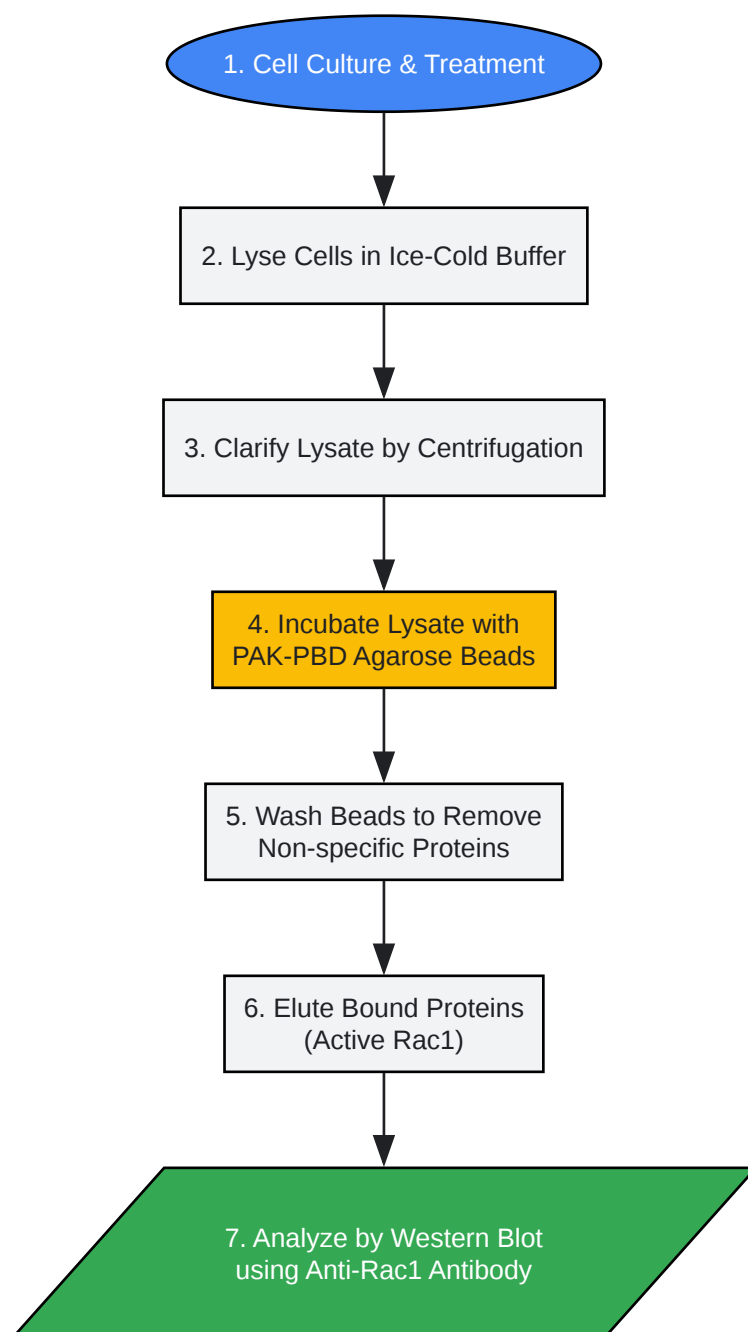 1. Cell Culture & Treatment
2. Lyse Cells in Ice-Cold Buffer
3. Clarify Lysate by Centrifugation
4. Incubate Lysate with
PAK-PBD Agarose Beads
5. Wash Beads to Remove
Non-specific Proteins
6. Elute Bound Proteins
(Active Rac1)
7. Analyze by Western Blot
using Anti-Rac1 Antibody